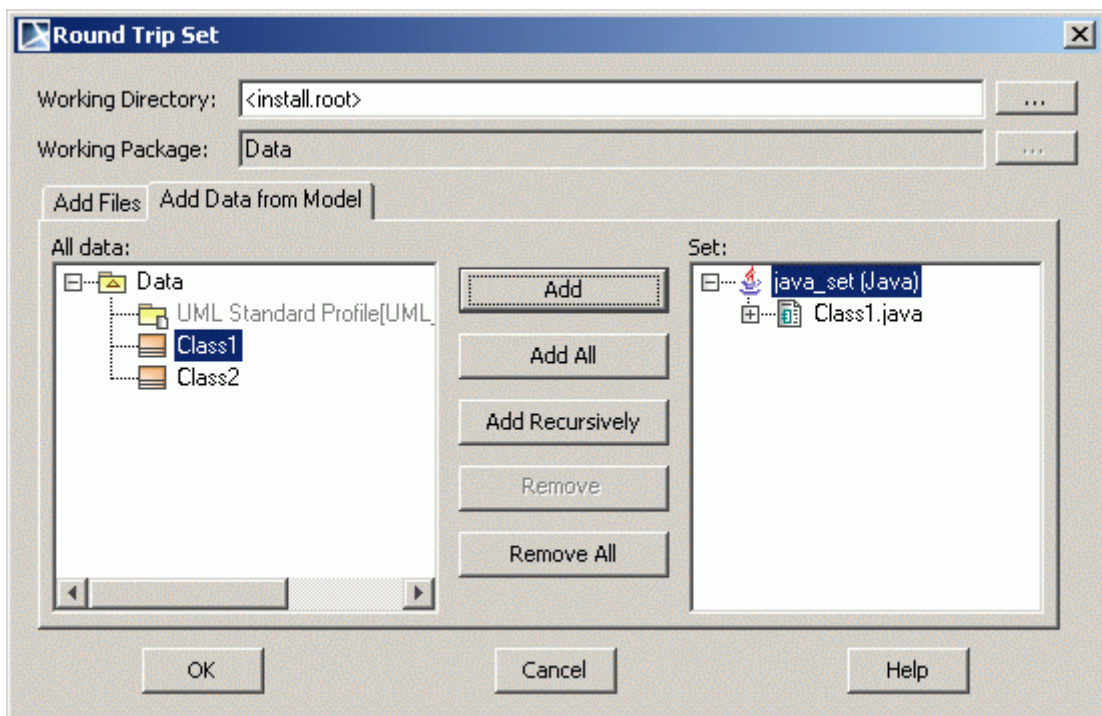 Round Trip Set
Working Directory: <install.root> ...
Working Package: Data ...
Add Files Add Data from Model
All data: Set:
Data Add java_set (Java)
UML Standard Profile[UML_ Class1.java
Class1 Add All
Class2
Add Recursively
Remove
Remove All
OK Cancel Help